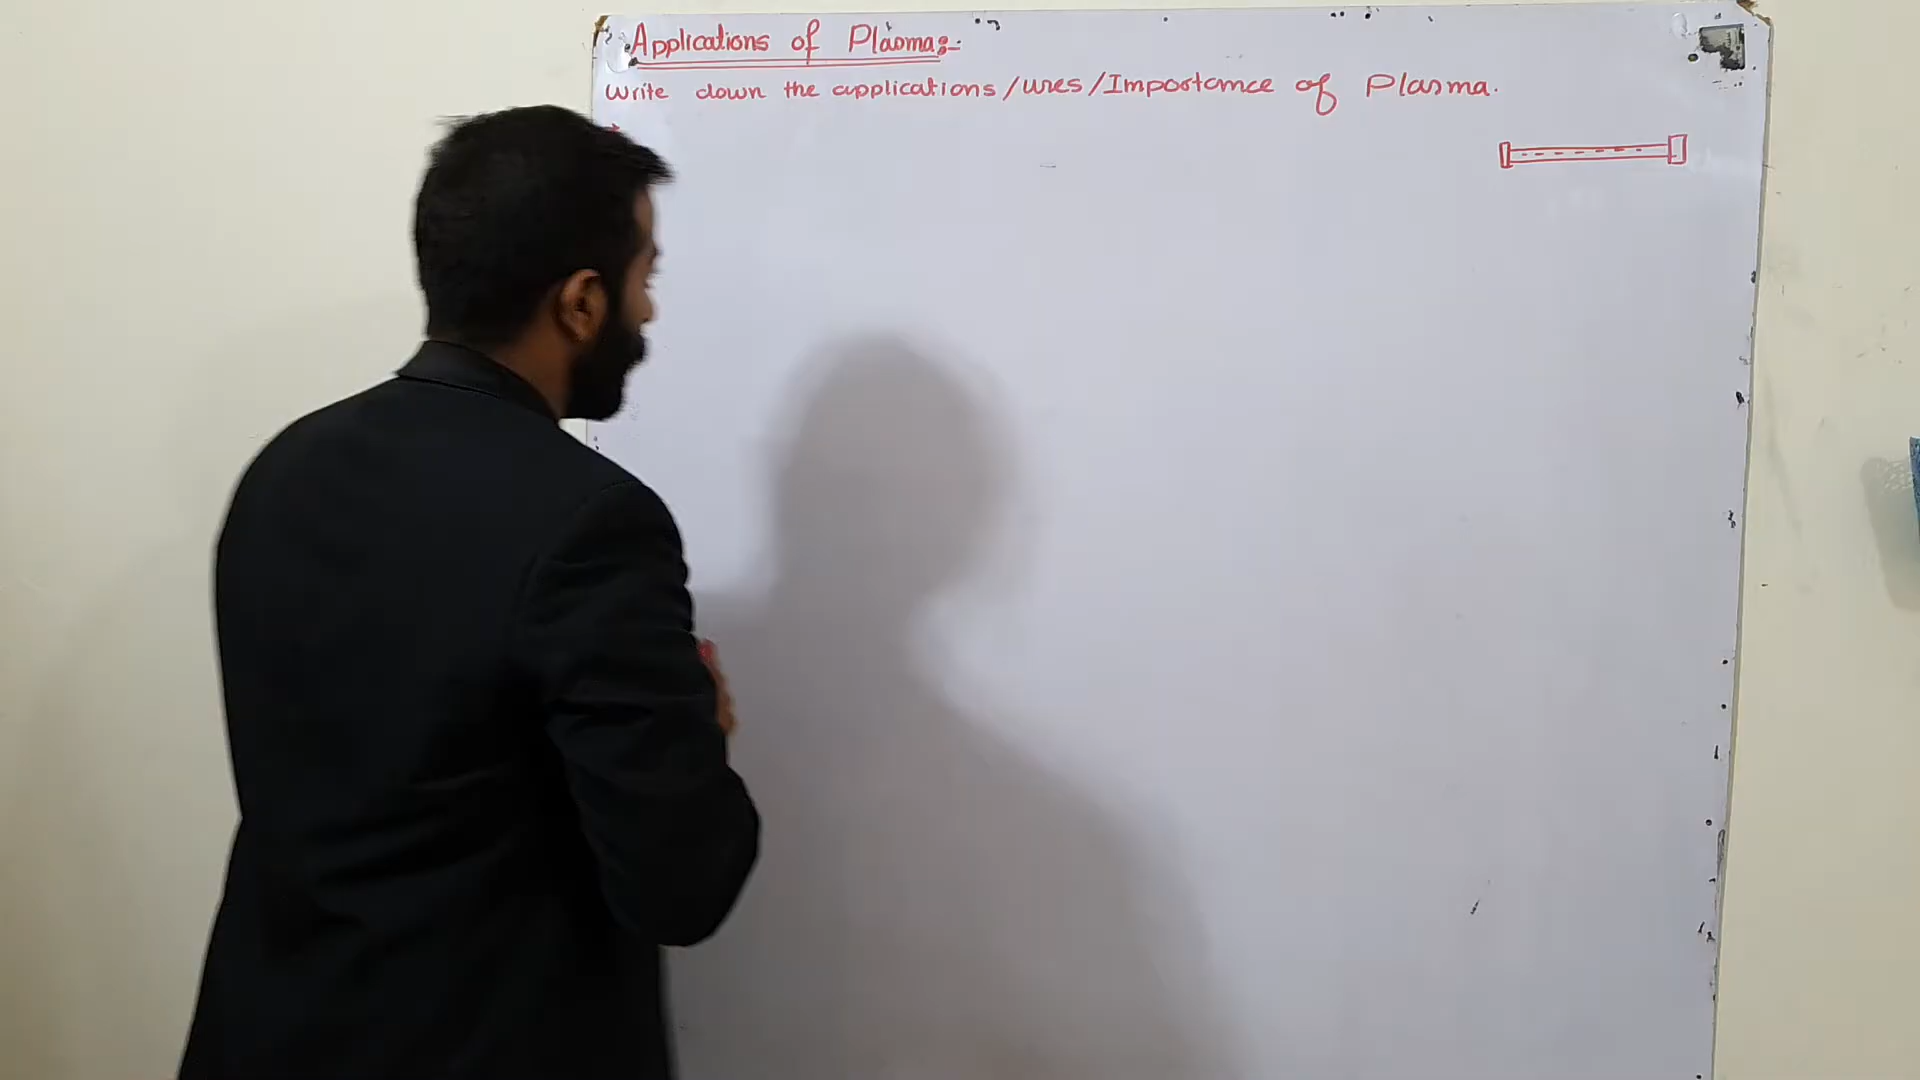 Applications of Plasma:-
Write down the applications/uses/Importance of Plasma.